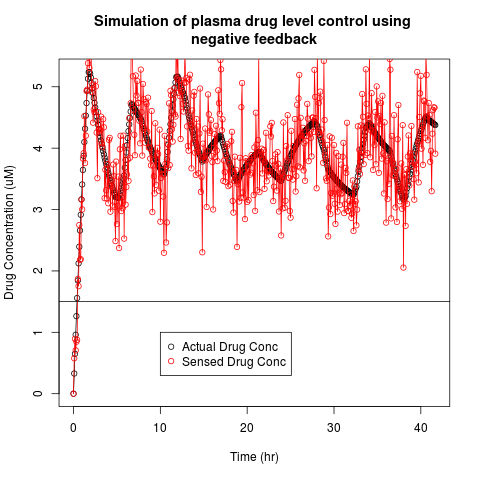 Simulation of plasma drug level control using
negative feedback
Drug Concentration (uM)
5
4
3
2
1
0
Actual Drug Conc
Sensed Drug Conc
0 10 20 30 40
Time (hr)